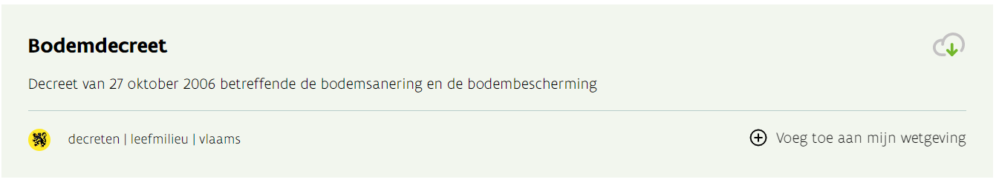 Bodemdecreet
Decreet van 27 oktober 2006 betreffende de bodemsanering en de bodembescherming
decreten | leefmilieu | vlaams
Voeg toe aan mijn wetgeving